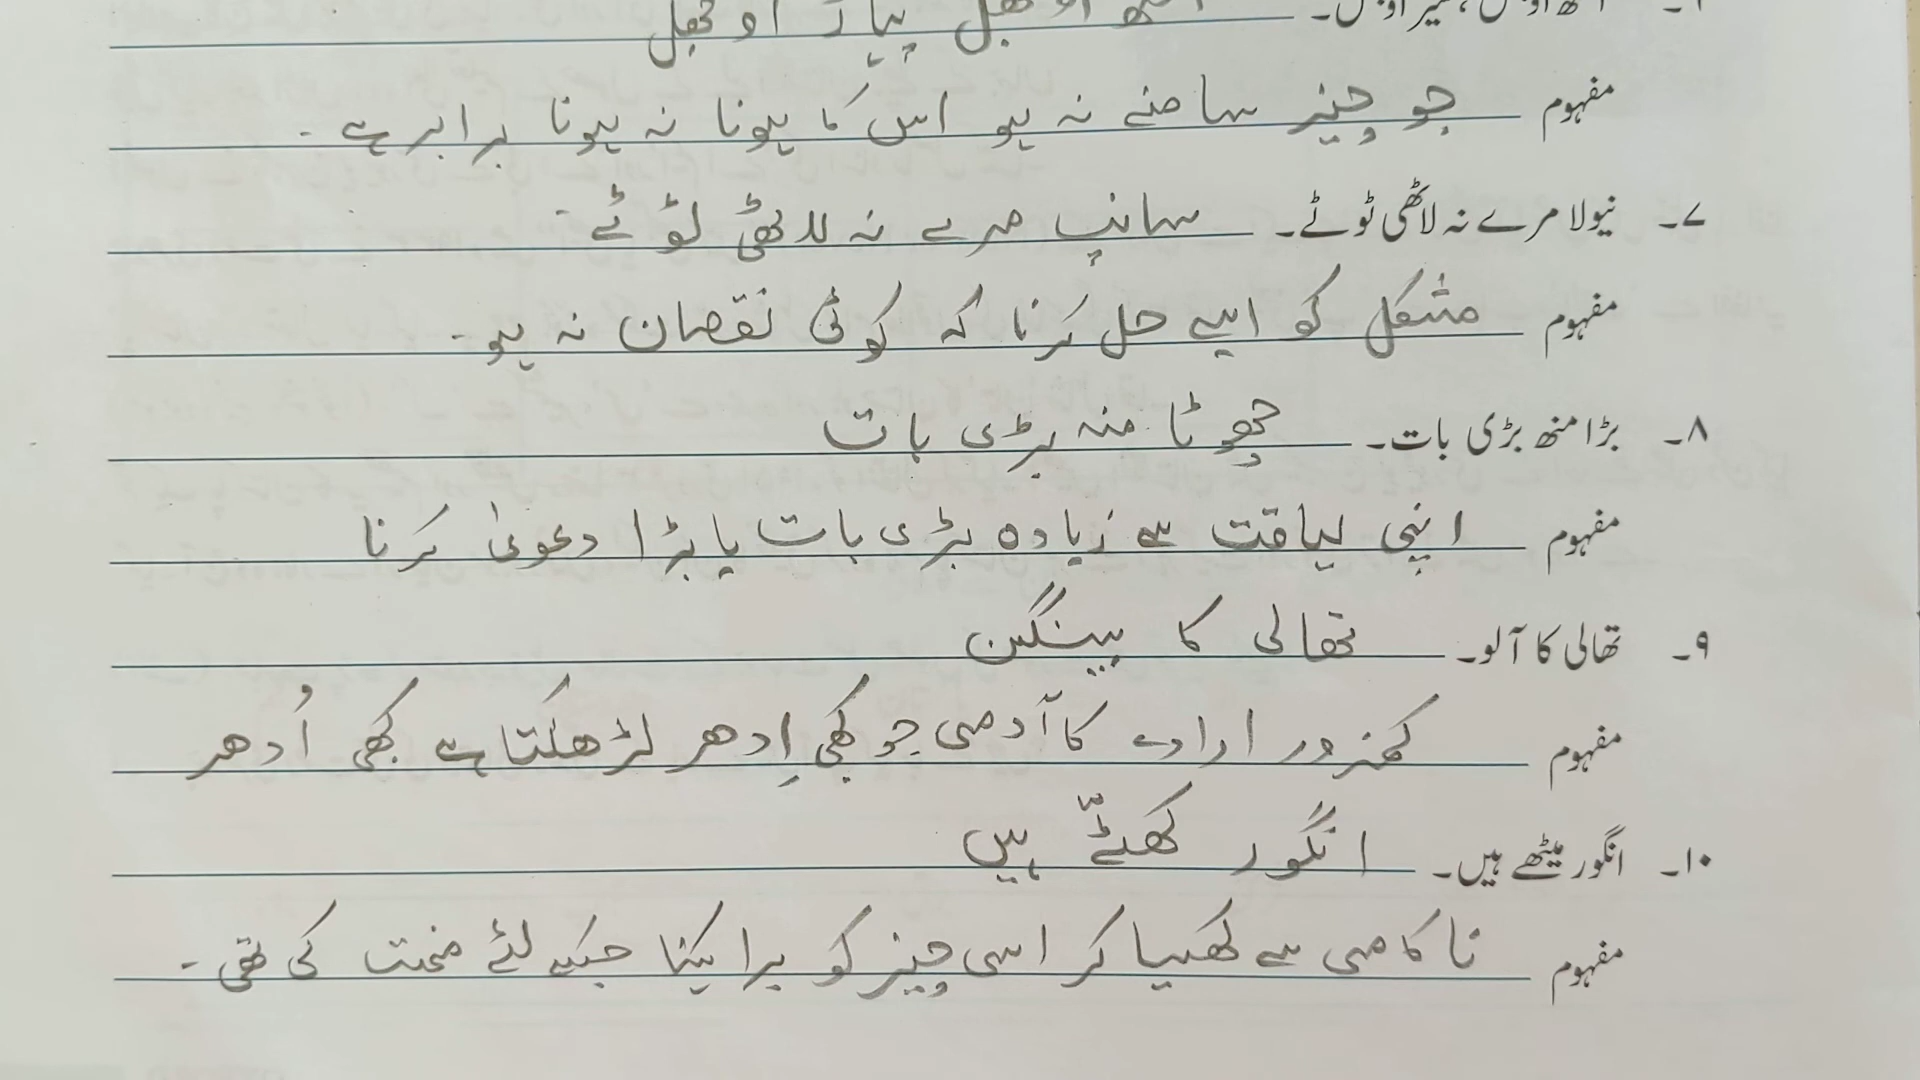 اوجھل پہاڑ اوجھل
مفہوم جو چیز سامنے نہ ہو اس کا ہونا نہ ہونا برابر ہے۔
۷۔ نیولا مرے نہ لاٹھی ٹوٹے۔ سانپ مرے نہ لاٹھی ٹوٹے۔
مفہوم مشکل کو ایسے حل کرنا کہ کوئی نقصان نہ ہو۔
۸۔ بڑا منھ بڑی بات۔ چھوٹا منہ بڑی بات
مفہوم اپنی لیاقت سے زیادہ بڑی بات یا بڑا دعویٰ کرنا
۹۔ تھالی کا آلو۔ تھالی کا بینگن
مفہوم کمزور ارادے کا آدمی جو کبھی اِدھر لڑھکتا ہے کبھی اُدھر
۱۰۔ انگور میٹھے ہیں۔ انگور کھٹّے ہیں
مفہوم ناکامی سے کھسیا کر اسی چیز کو برا کہنا جسکے لئے محنت کی تھی۔